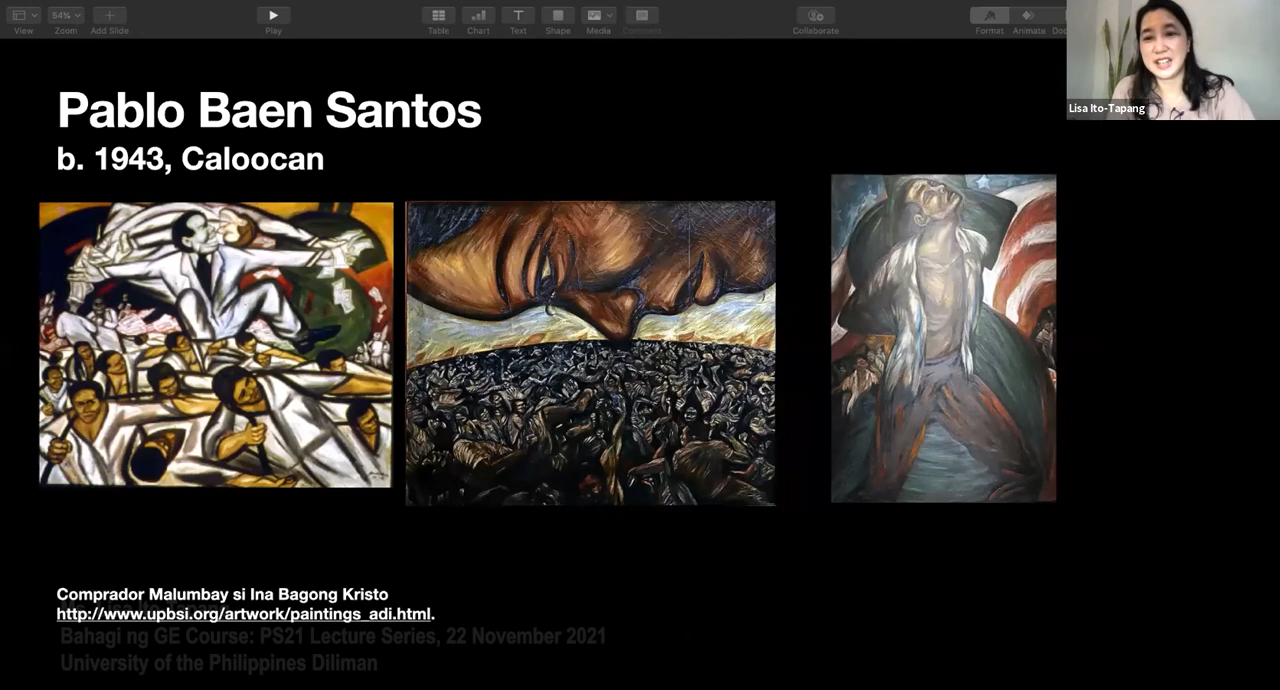 View
54%
Zoom
Add Slide
Play
Table
Chart
Text
Shape
Media
Comment
Collaborate
Format
Animate
Lisa Ito-Tapang
Pablo Baen Santos
b. 1943, Caloocan
Comprador Malumbay si Ina Bagong Kristo
http://www.upbsi.org/artwork/paintings_adi.html.
Bahagi ng GE Course: PS21 Lecture Series, 22 November 2021
University of the Philippines Diliman